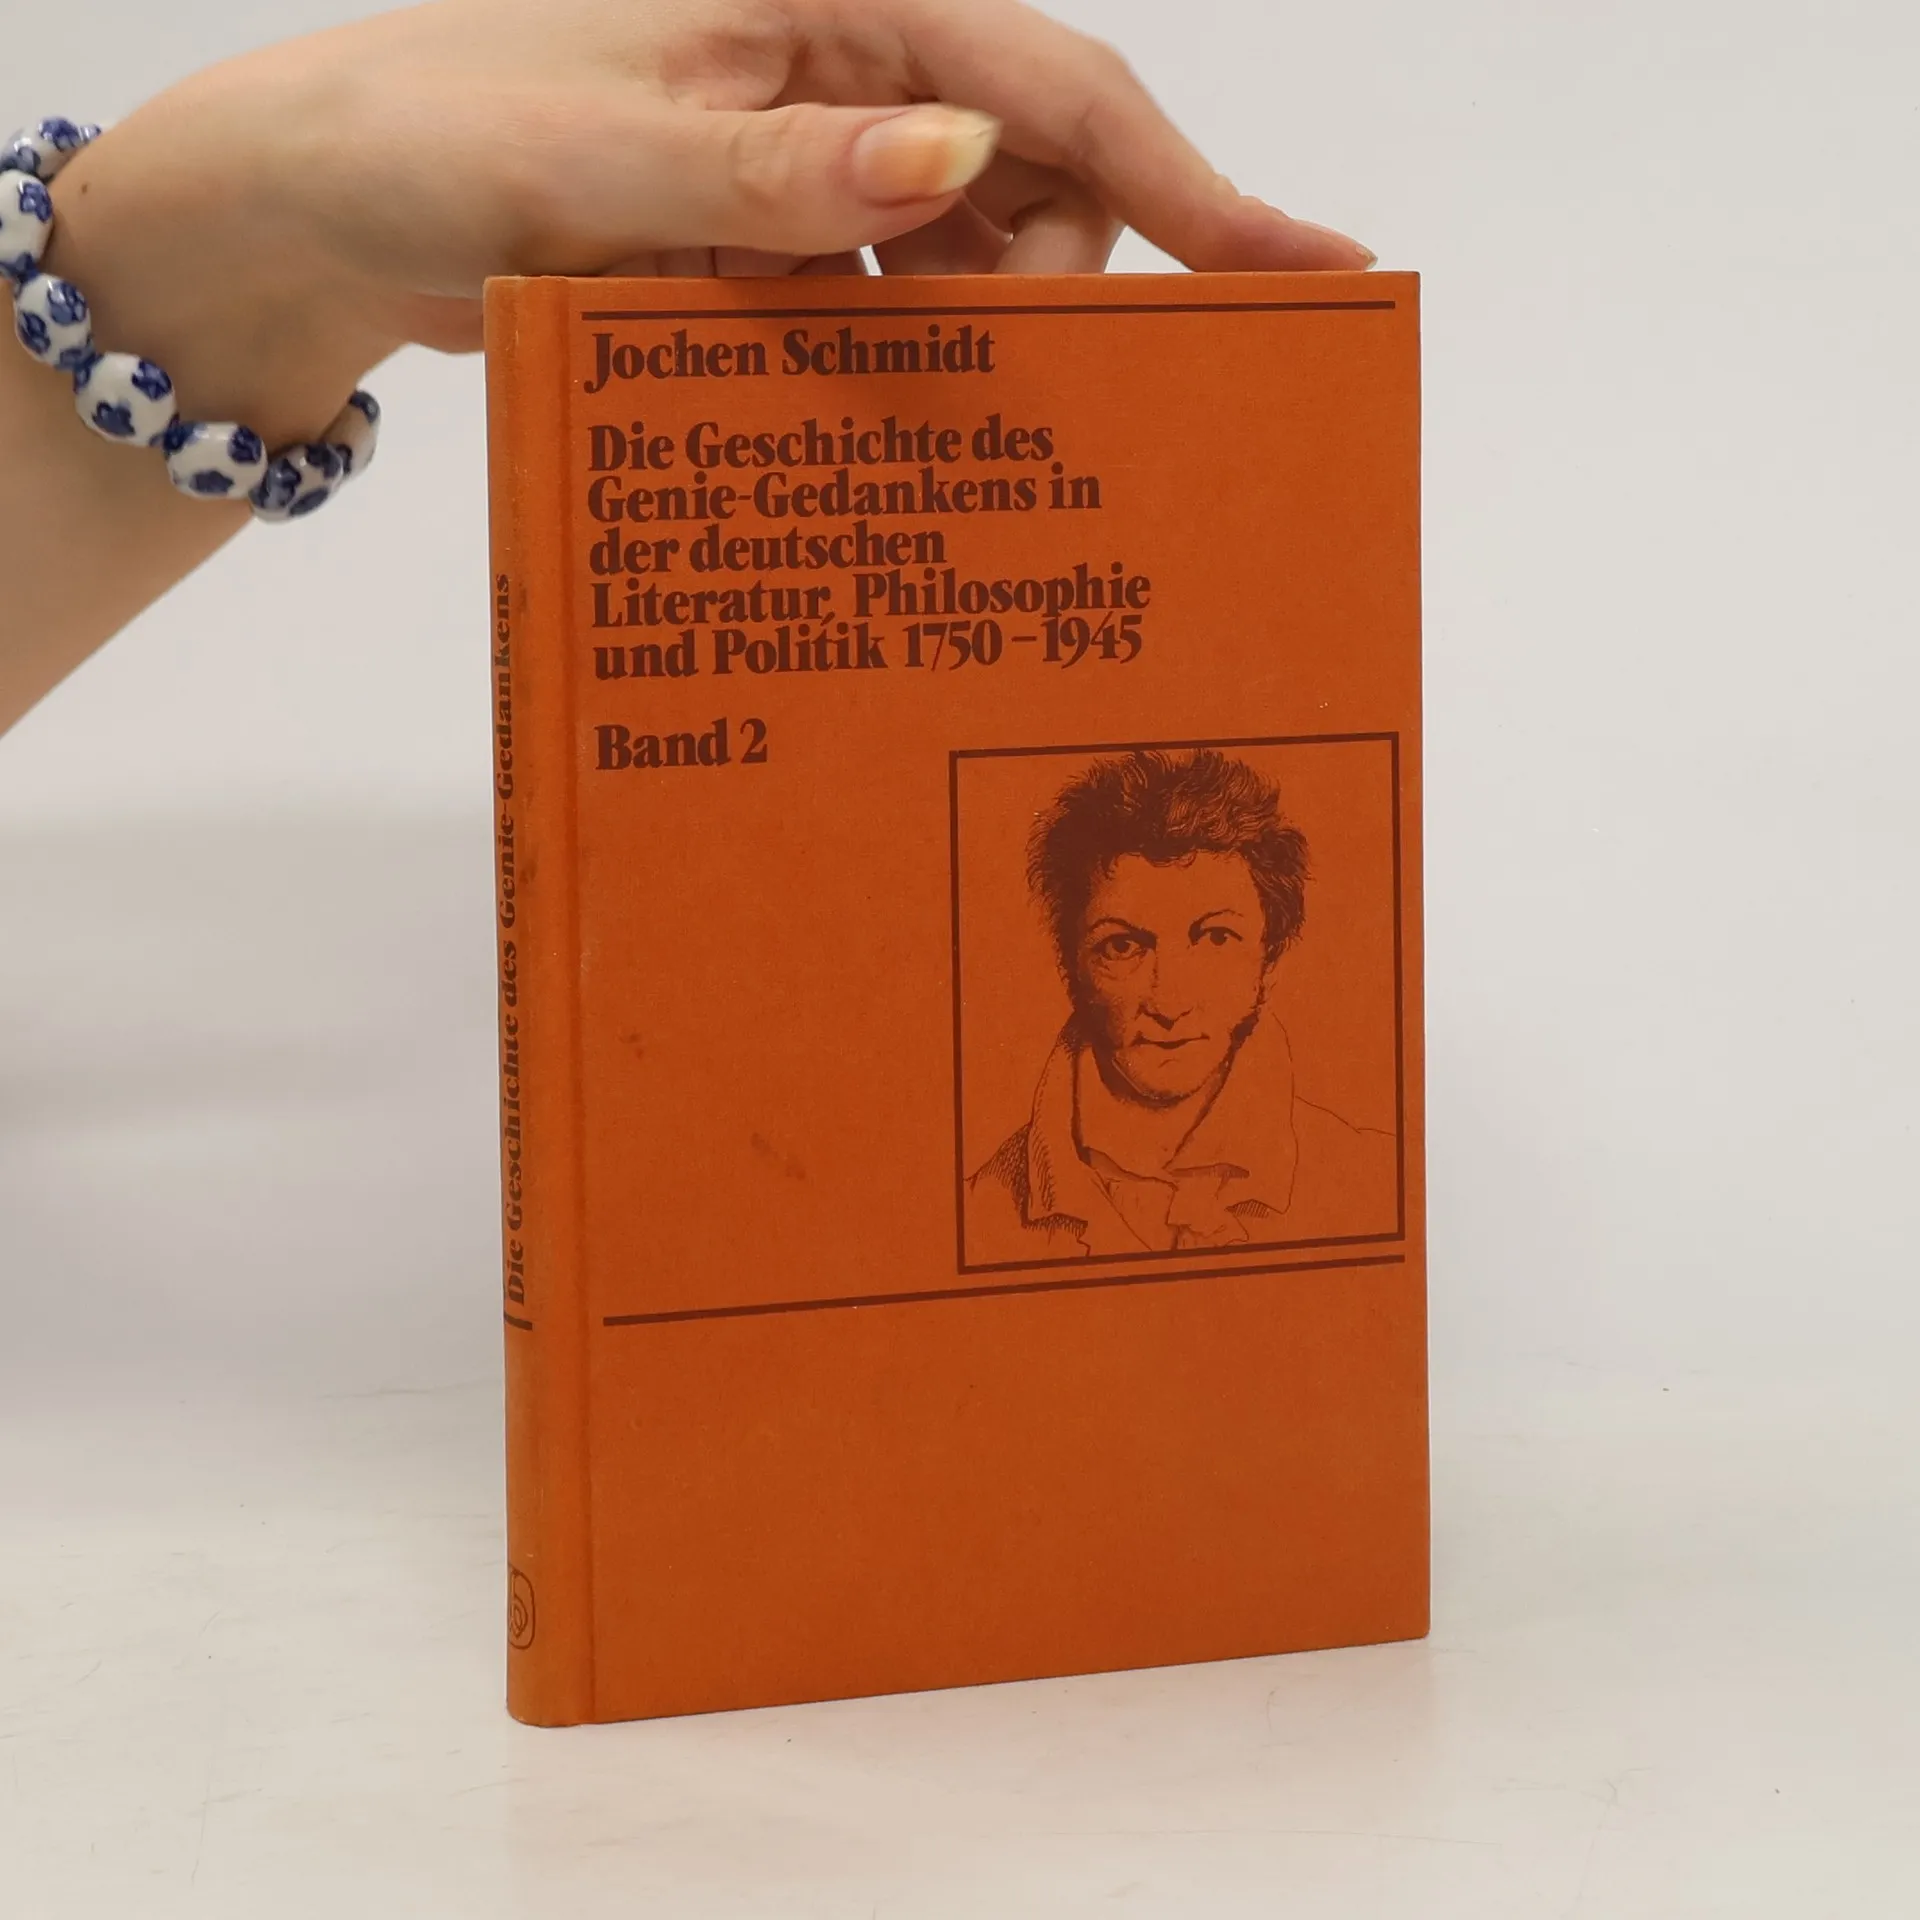 Jochen Schmidt
Die Geschichte des
Genie-Gedankens in
der deutschen
Literatur, Philosophie
und Politik 1750–1945
Band 2
Die Geschichte des Genie-Gedankens